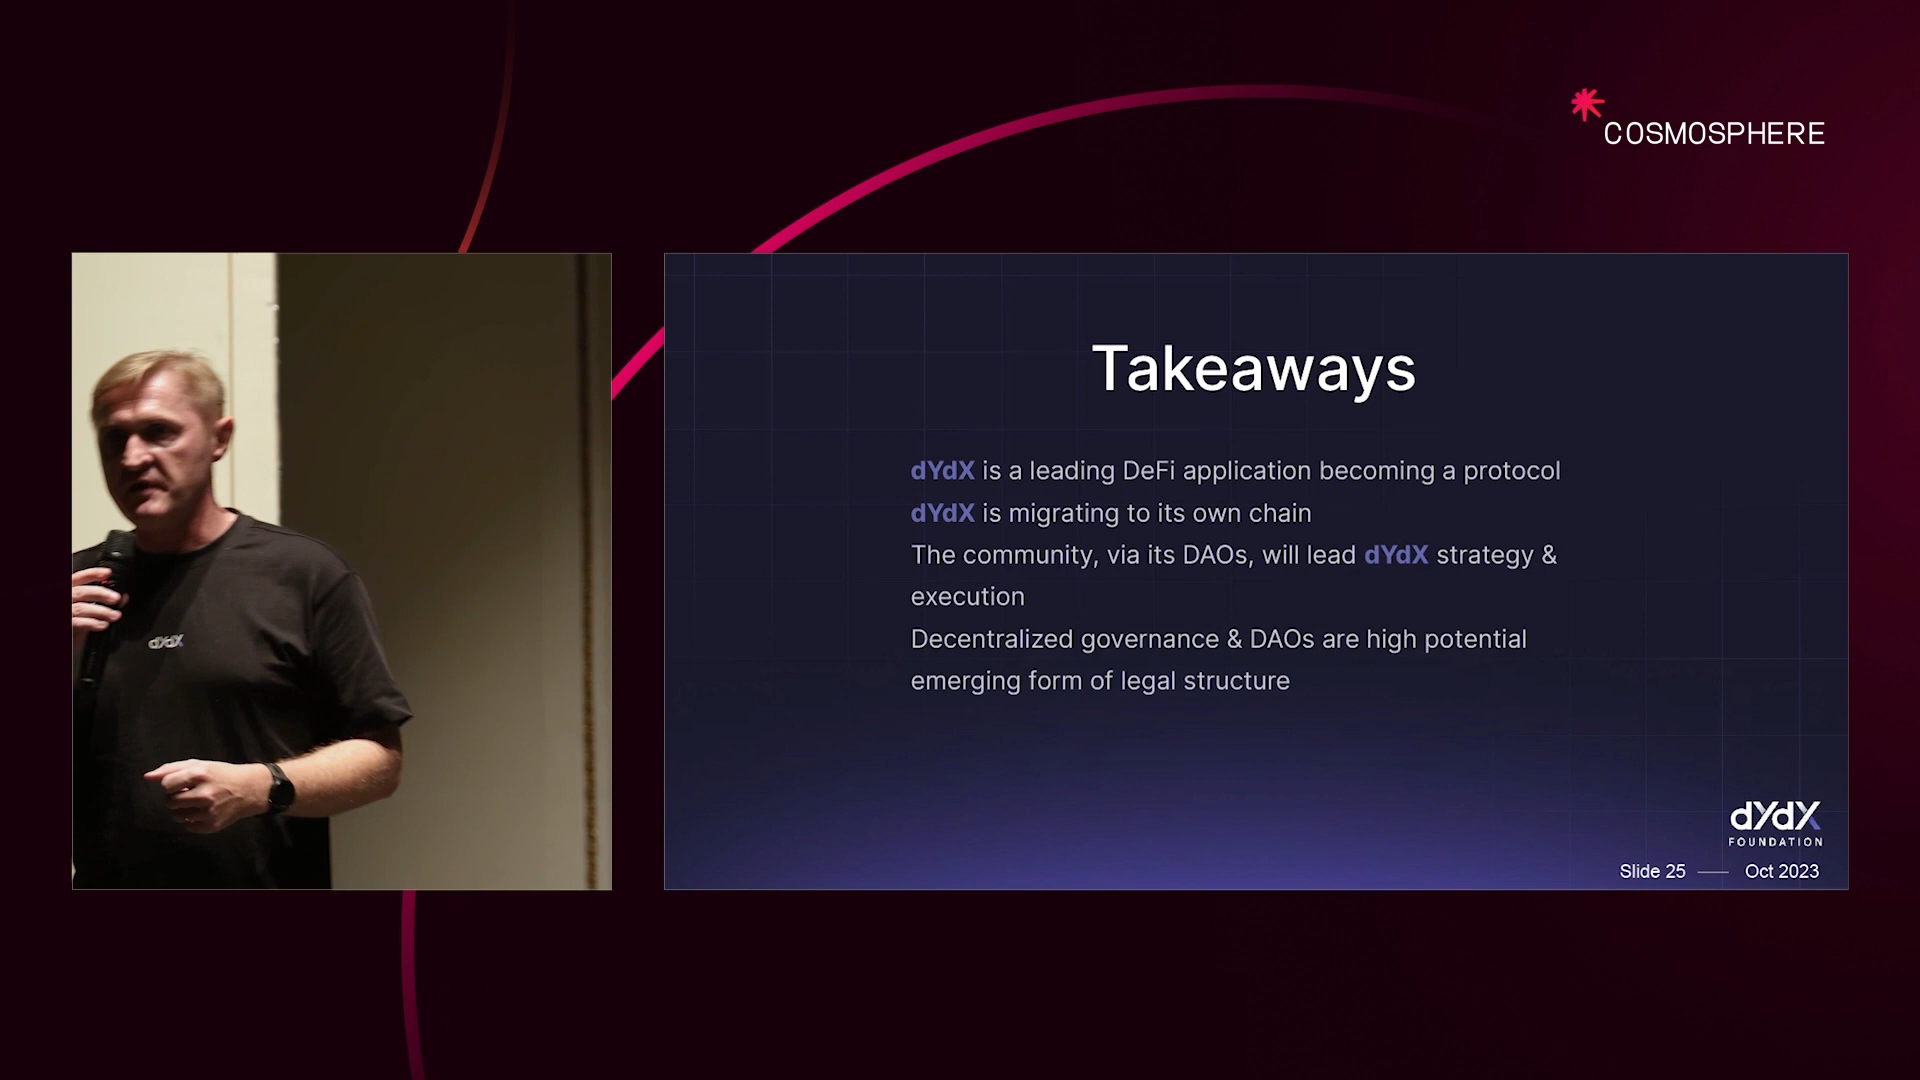 COSMOSPHERE
dYdX
Takeaways
dYdX is a leading DeFi application becoming a protocol
dYdX is migrating to its own chain
The community, via its DAOs, will lead dYdX strategy &
execution
Decentralized governance & DAOs are high potential
emerging form of legal structure
dYdX
FOUNDATION
Slide 25 — Oct 2023